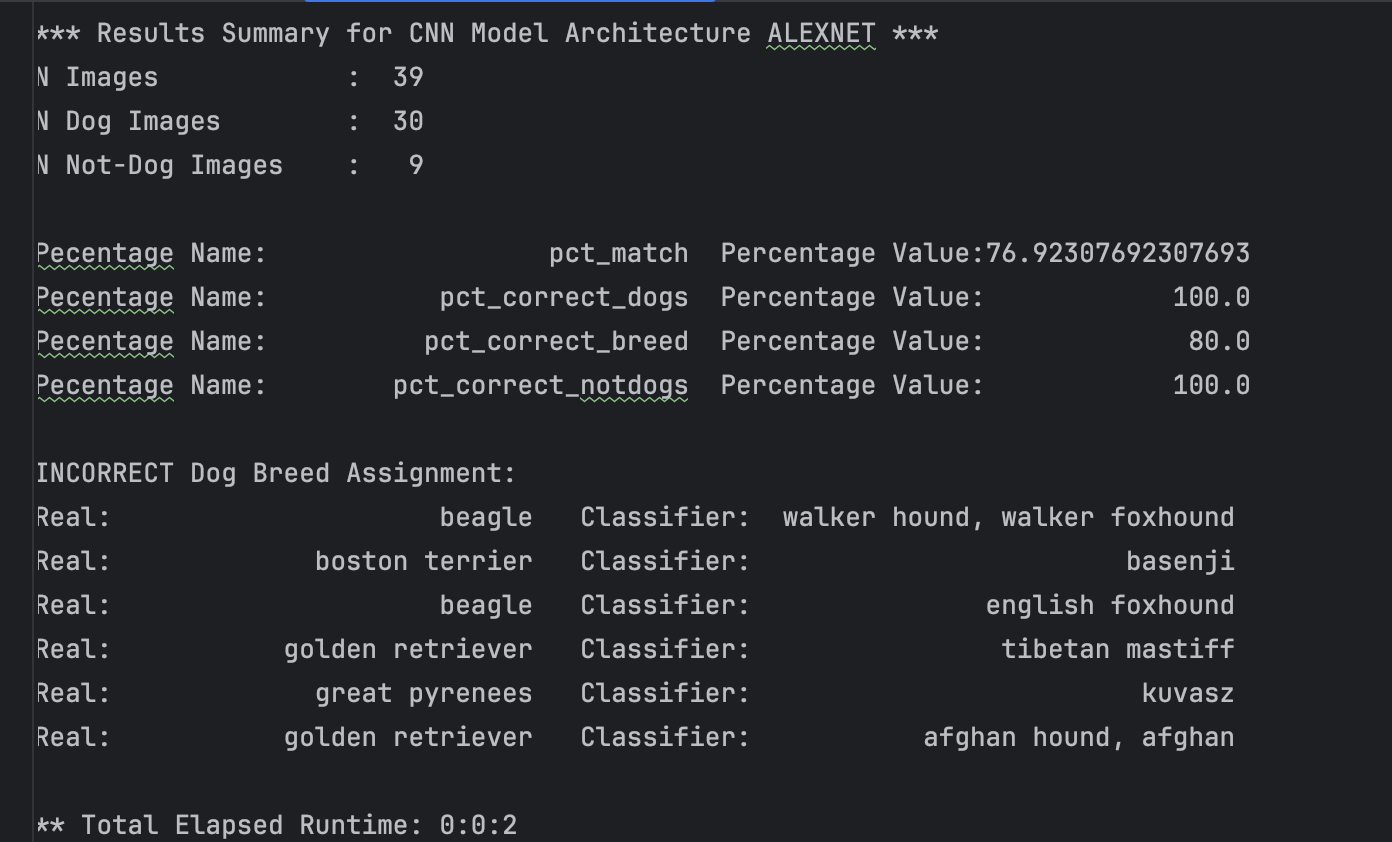 *** Results Summary for CNN Model Architecture ALEXNET ***
N Images : 39
N Dog Images : 30
N Not-Dog Images : 9
Pecentage Name: pct_match Percentage Value:76.92307692307693
Pecentage Name: pct_correct_dogs Percentage Value: 100.0
Pecentage Name: pct_correct_breed Percentage Value: 80.0
Pecentage Name: pct_correct_notdogs Percentage Value: 100.0
INCORRECT Dog Breed Assignment:
Real: beagle Classifier: walker hound, walker foxhound
Real: boston terrier Classifier: basenji
Real: beagle Classifier: english foxhound
Real: golden retriever Classifier: tibetan mastiff
Real: great pyrenees Classifier: kuvasz
Real: golden retriever Classifier: afghan hound, afghan
** Total Elapsed Runtime: 0:0:2